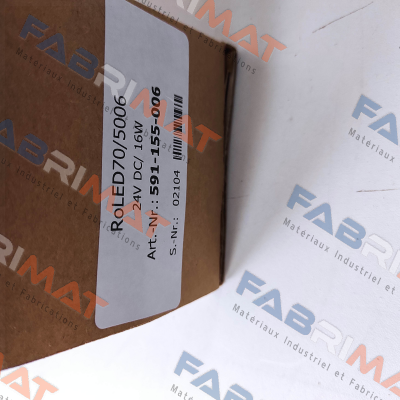 RoLED70/5006
24V DC/ 16W
Art.-Nr.: 591-155-006
S.-Nr.: 02104
FABRIMAT
Matériaux Industriel et Fabrications